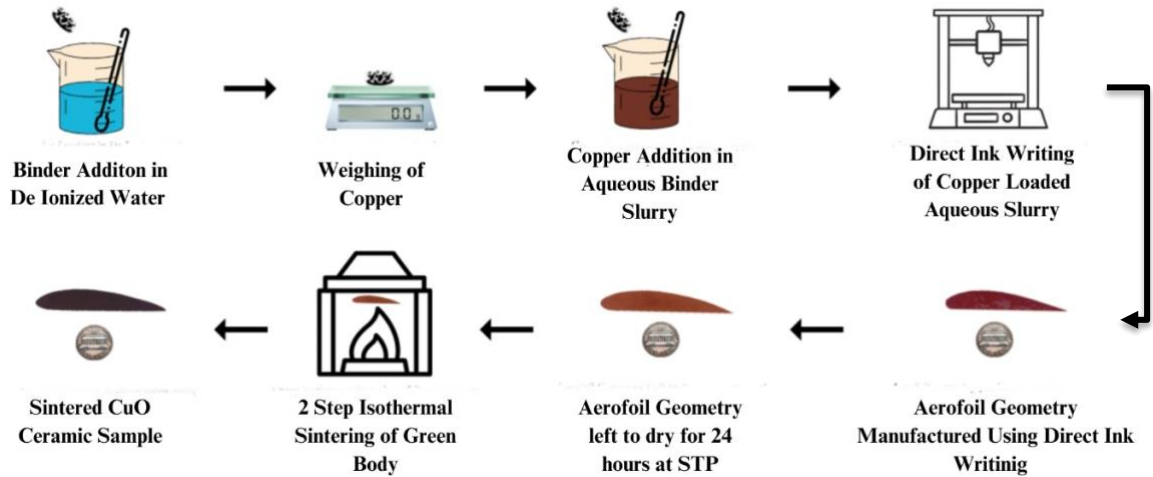 0.0
Binder Additon in
De Ionized Water
Weighing of
Copper
Copper Addition in
Aqueous Binder
Slurry
Direct Ink Writing
of Copper Loaded
Aqueous Slurry
Aerofoil Geometry
Manufactured Using Direct Ink
Writinig
Aerofoil Geometry
left to dry for 24
hours at STP
2 Step Isothermal
Sintering of Green
Body
Sintered CuO
Ceramic Sample